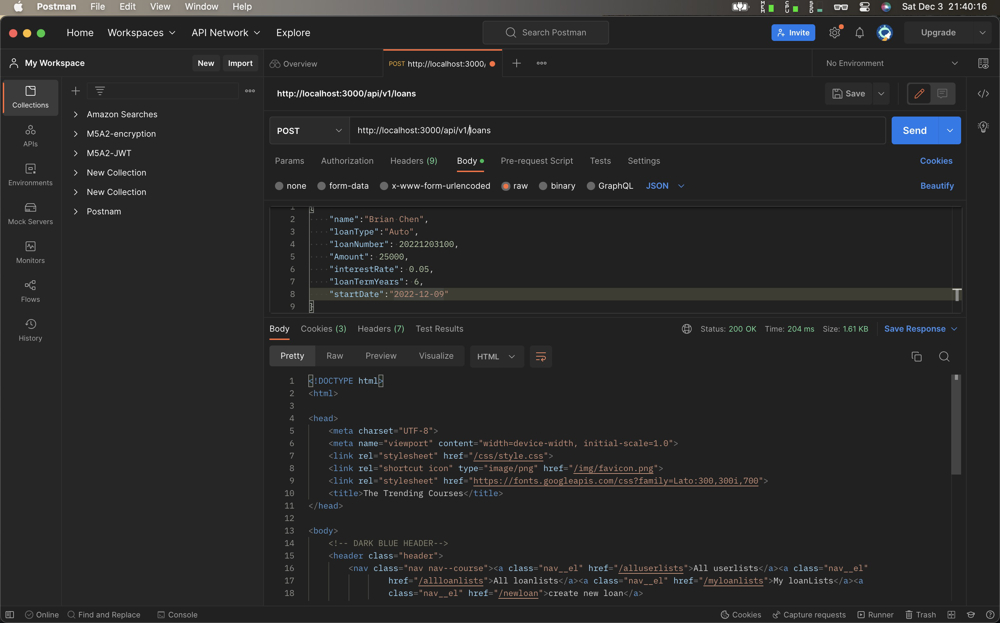 Postman File Edit View Window Help
MEM CPU SSD Sat Dec 3 21:40:16
Home Workspaces API Network Explore
Search Postman
Invite
Upgrade
My Workspace
New Import
Overview
POST http://localhost:3000/
No Environment
Collections
APIs
Environments
Mock Servers
Monitors
Flows
History
Amazon Searches
M5A2-encryption
M5A2-JWT
New Collection
New Collection
Postnam
http://localhost:3000/api/v1/loans
Save
POST http://localhost:3000/api/v1/loans
Send
Params Authorization Headers (9) Body Pre-request Script Tests Settings Cookies
none form-data x-www-form-urlencoded raw binary GraphQL JSON Beautify
1 {
2 "name":"Brian Chen",
3 "loanType":"Auto",
4 "loanNumber": 20221203100,
5 "Amount": 25000,
6 "interestRate": 0.05,
7 "loanTermYears": 6,
8 "startDate":"2022-12-09"
9 }
Body Cookies (3) Headers (7) Test Results
Status: 200 OK Time: 204 ms Size: 1.61 KB Save Response
Pretty Raw Preview Visualize HTML
1 <!DOCTYPE html>
2 <html>
3
4 <head>
5 <meta charset="UTF-8">
6 <meta name="viewport" content="width=device-width, initial-scale=1.0">
7 <link rel="stylesheet" href="/css/style.css">
8 <link rel="shortcut icon" type="image/png" href="/img/favicon.png">
9 <link rel="stylesheet" href="https://fonts.googleapis.com/css?family=Lato:300,300i,700">
10 <title>The Trending Courses</title>
11 </head>
12
13 <body>
14 <!-- DARK BLUE HEADER-->
15 <header class="header">
16 <nav class="nav nav--course"><a class="nav__el" href="/alluserlists">All userlists</a><a class="nav__el"
17 href="/allloanlists">All loanlists</a><a class="nav__el" href="/myloanlists">My loanLists</a><a
18 class="nav__el" href="/newloan">create new loan</a>
Online Find and Replace Console
Cookies Capture requests Runner Trash